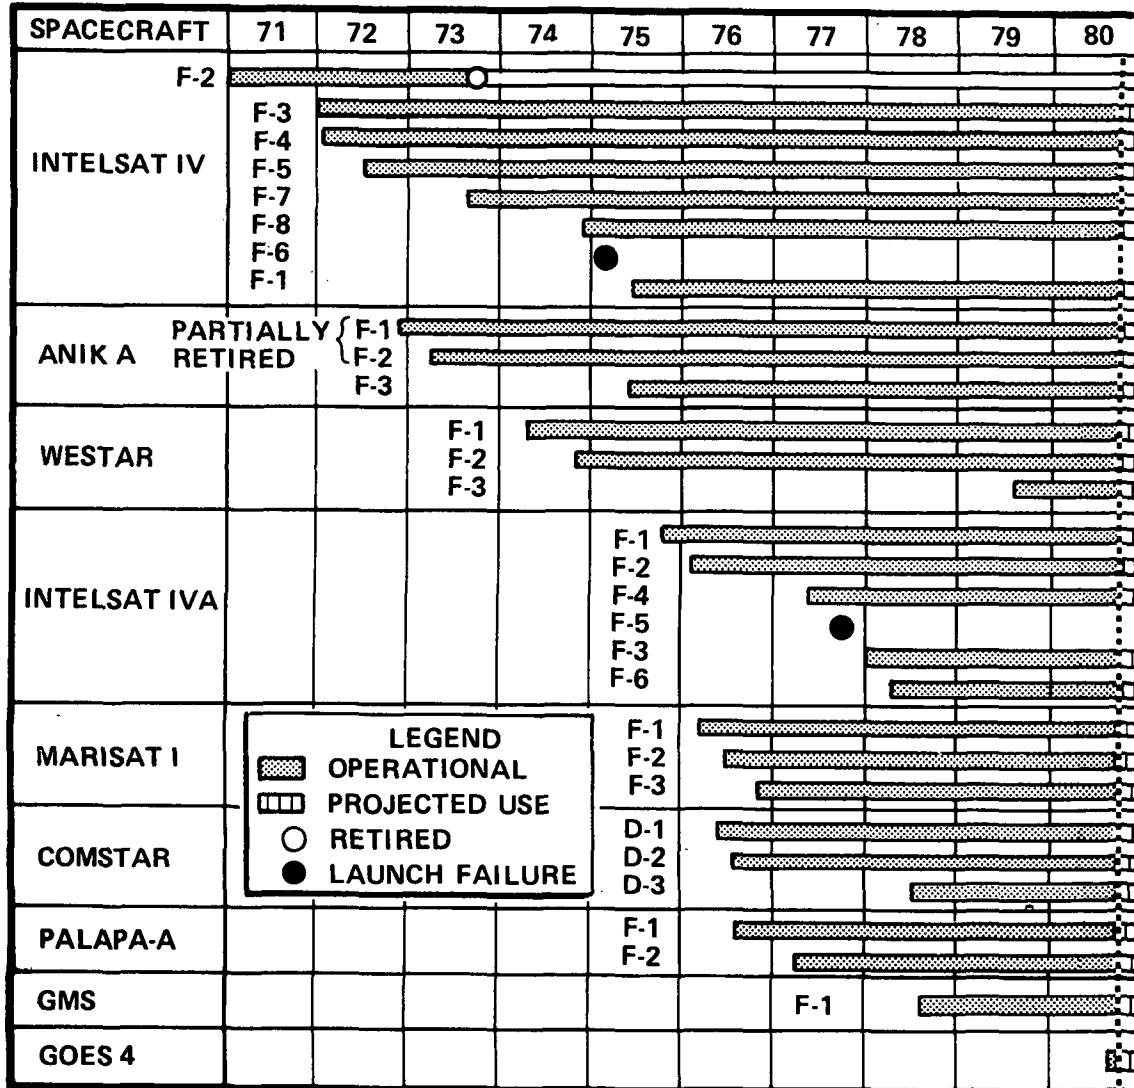 SPACECRAFT 71 72 73 74 75 76 77 78 79 80
F-2
F-3
F-4
INTELSAT IV F-5
F-7
F-8
F-6
F-1
PARTIALLY { F-1
ANIK A RETIRED F-2
F-3
F-1
WESTAR F-2
F-3
F-1
F-2
INTELSAT IVA F-4
F-5
F-3
F-6
MARISAT I F-1
F-2
F-3
LEGEND
OPERATIONAL
PROJECTED USE
RETIRED
LAUNCH FAILURE
D-1
COMSTAR D-2
D-3
PALAPA-A F-1
F-2
GMS F-1
GOES 4